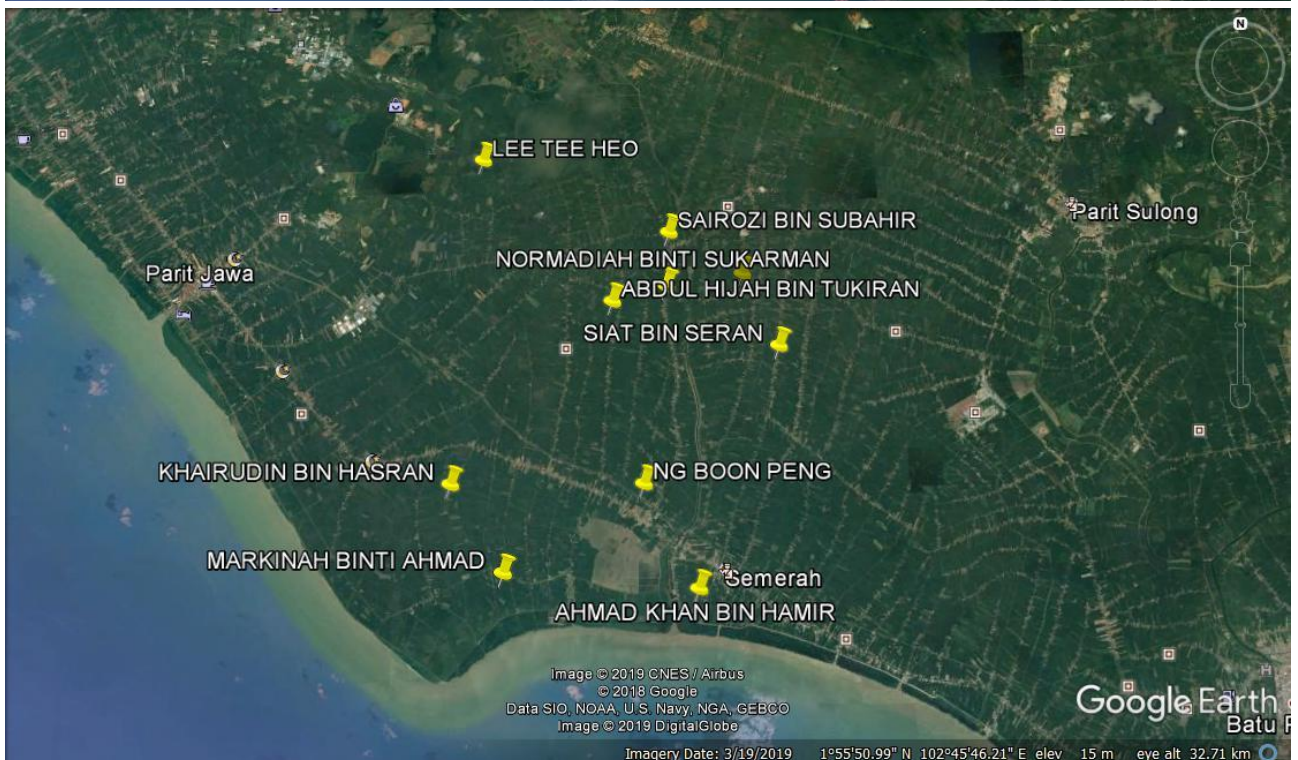 N
LEE TEE HEO
SAIROZI BIN SUBAHIR
Parit Sulong
NORMADIAH BINTI SUKARMAN
Parit Jawa
ABDUL HIJAH BIN TUKIRAN
SIAT BIN SERAN
KHAIRUDIN BIN HASRAN
NG BOON PENG
MARKINAH BINTI AHMAD
Semerah
AHMAD KHAN BIN HAMIR
Image © 2019 CNES / Airbus
© 2018 Google
Data SIO, NOAA, U.S. Navy, NGA, GEBCO
Image © 2019 DigitalGlobe
Google Earth
Batu
Imagery Date: 3/19/2019 1°55'50.99" N 102°45'46.21" E elev 15 m eye alt 32.71 km